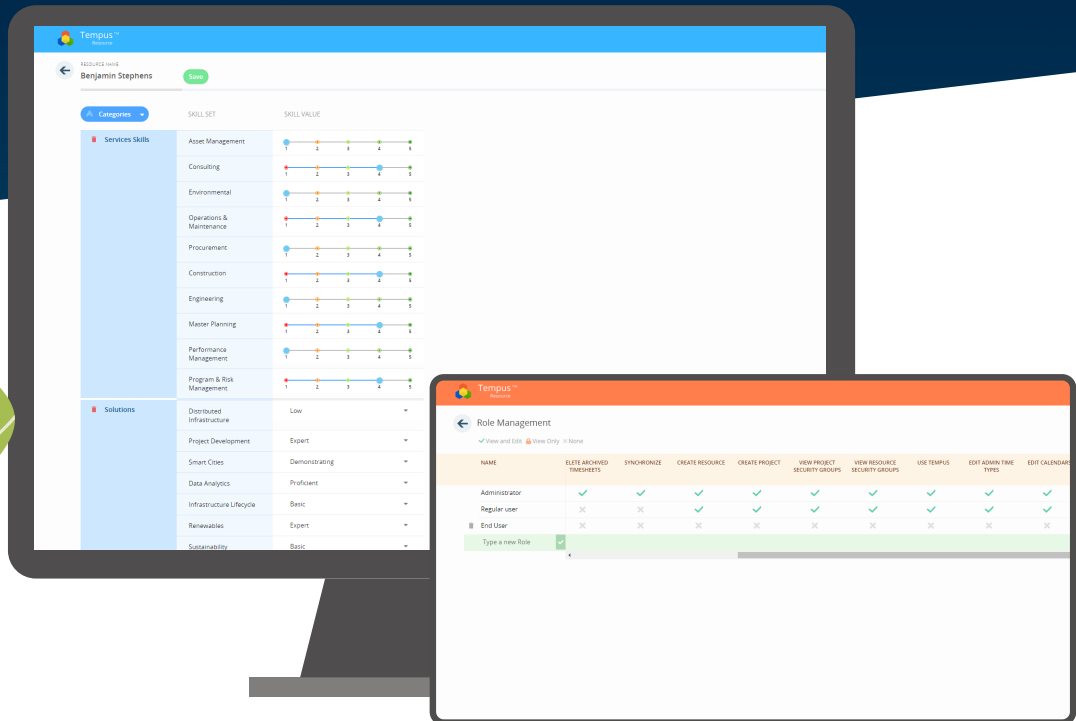 Tempus™
Resource
RESOURCE NAME
Benjamin Stephens
Save
Categories
SKILL SET
SKILL VALUE
Services Skills
Asset Management
1 2 3 4 5
Consulting
1 2 3 4 5
Environmental
1 2 3 4 5
Operations &
Maintenance
1 2 3 4 5
Procurement
1 2 3 4 5
Construction
1 2 3 4 5
Engineering
1 2 3 4 5
Master Planning
1 2 3 4 5
Performance
Management
1 2 3 4 5
Program & Risk
Management
1 2 3 4 5
Solutions
Distributed
Infrastructure
Low
Project Development
Expert
Smart Cities
Demonstrating
Data Analytics
Proficient
Infrastructure Lifecycle
Basic
Renewables
Expert
Sustainability
Basic
Tempus™
Resource
Role Management
View and Edit View Only None
NAME
ELETE ARCHIVED
TIMESHEETS
SYNCHRONIZE
CREATE RESOURCE
CREATE PROJECT
VIEW PROJECT
SECURITY GROUPS
VIEW RESOURCE
SECURITY GROUPS
USE TEMPUS
EDIT ADMIN TIME
TYPES
EDIT CALENDARS
Administrator
Regular user
End User
Type a new Role